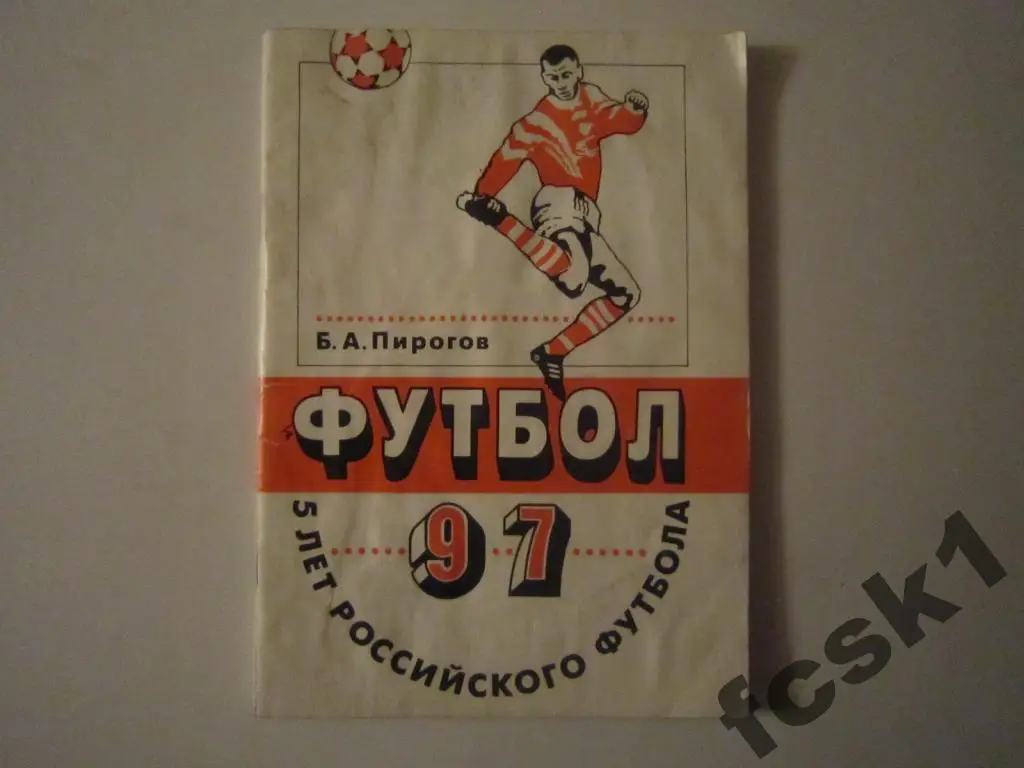 Б. А. Пирогов
ФУТБОЛ
97
5 ЛЕТ РОССИЙСКОГО ФУТБОЛА
fcsk1